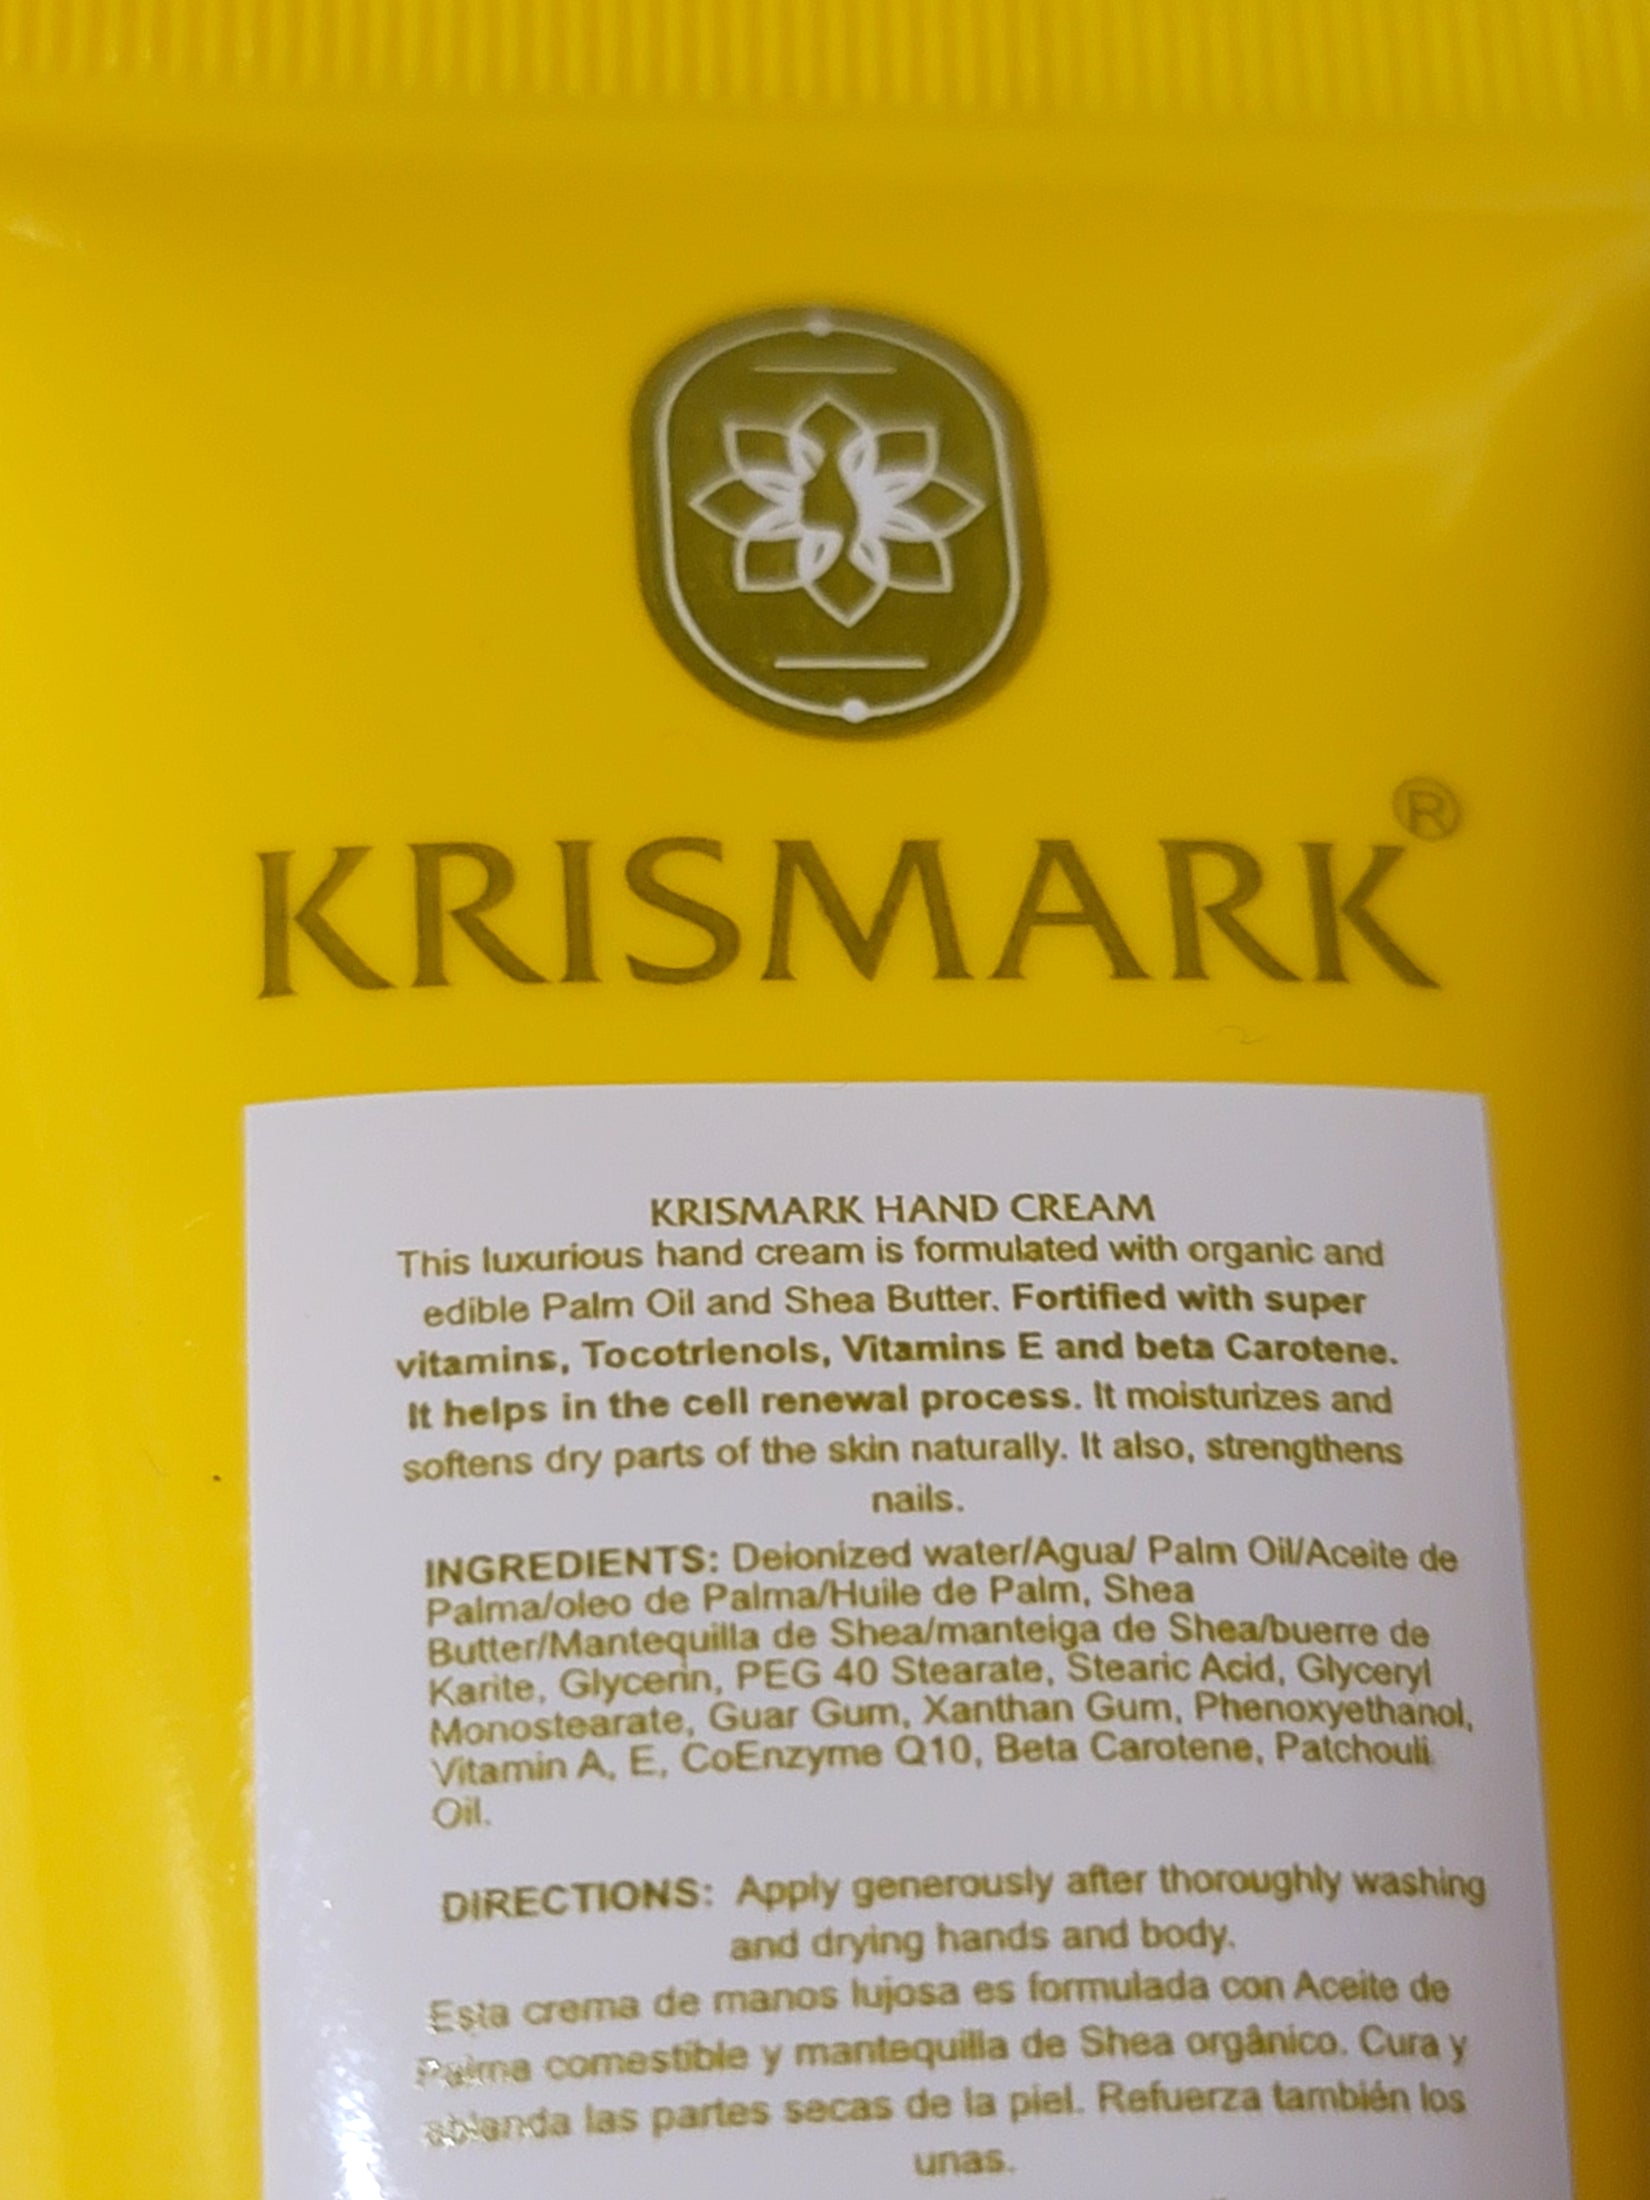 KRISMARK®
KRISMARK HAND CREAM
This luxurious hand cream is formulated with organic and
edible Palm Oil and Shea Butter. Fortified with super
vitamins, Tocotrienols, Vitamins E and beta Carotene.
It helps in the cell renewal process. It moisturizes and
softens dry parts of the skin naturally. It also, strengthens
nails.
INGREDIENTS: Deionized water/Agua/ Palm Oil/Aceite de
Palma/oleo de Palma/Huile de Palm, Shea
Butter/Mantequilla de Shea/manteiga de Shea/buerre de
Karite, Glycerin, PEG 40 Stearate, Stearic Acid, Glyceryl
Monostearate, Guar Gum, Xanthan Gum, Phenoxyethanol,
Vitamin A, E, CoEnzyme Q10, Beta Carotene, Patchouli
Oil.
DIRECTIONS: Apply generously after thoroughly washing
and drying hands and body.
Esta crema de manos lujosa es formulada con Aceite de
Palma comestible y mantequilla de Shea orgânico. Cura y
ablanda las partes secas de la piel. Refuerza también los
unas.